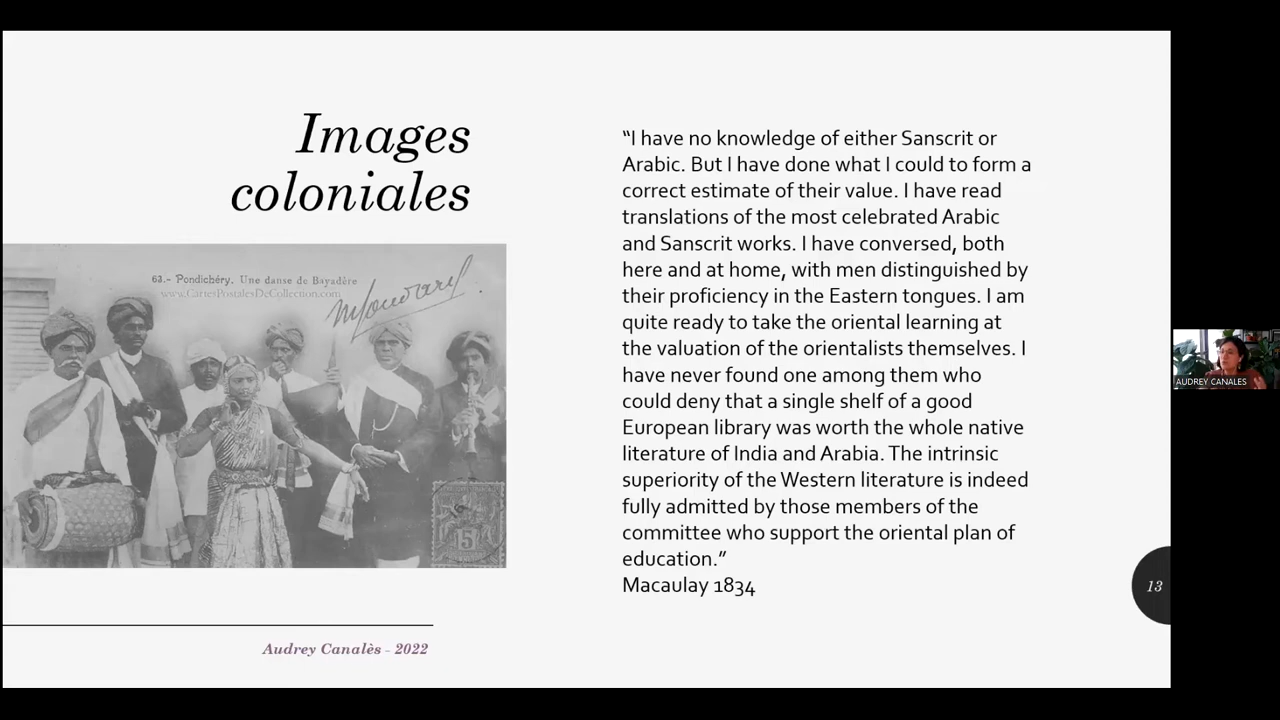 Images
coloniales
63.- Pondichéry. Une danse de Bayadère
www.CartesPostalesDeCollection.com
15
Audrey Canalès - 2022
“I have no knowledge of either Sanscrit or
Arabic. But I have done what I could to form a
correct estimate of their value. I have read
translations of the most celebrated Arabic
and Sanscrit works. I have conversed, both
here and at home, with men distinguished by
their proficiency in the Eastern tongues. I am
quite ready to take the oriental learning at
the valuation of the orientalists themselves. I
have never found one among them who
could deny that a single shelf of a good
European library was worth the whole native
literature of India and Arabia. The intrinsic
superiority of the Western literature is indeed
fully admitted by those members of the
committee who support the oriental plan of
education.”
Macaulay 1834
13
AUDREY CANALES